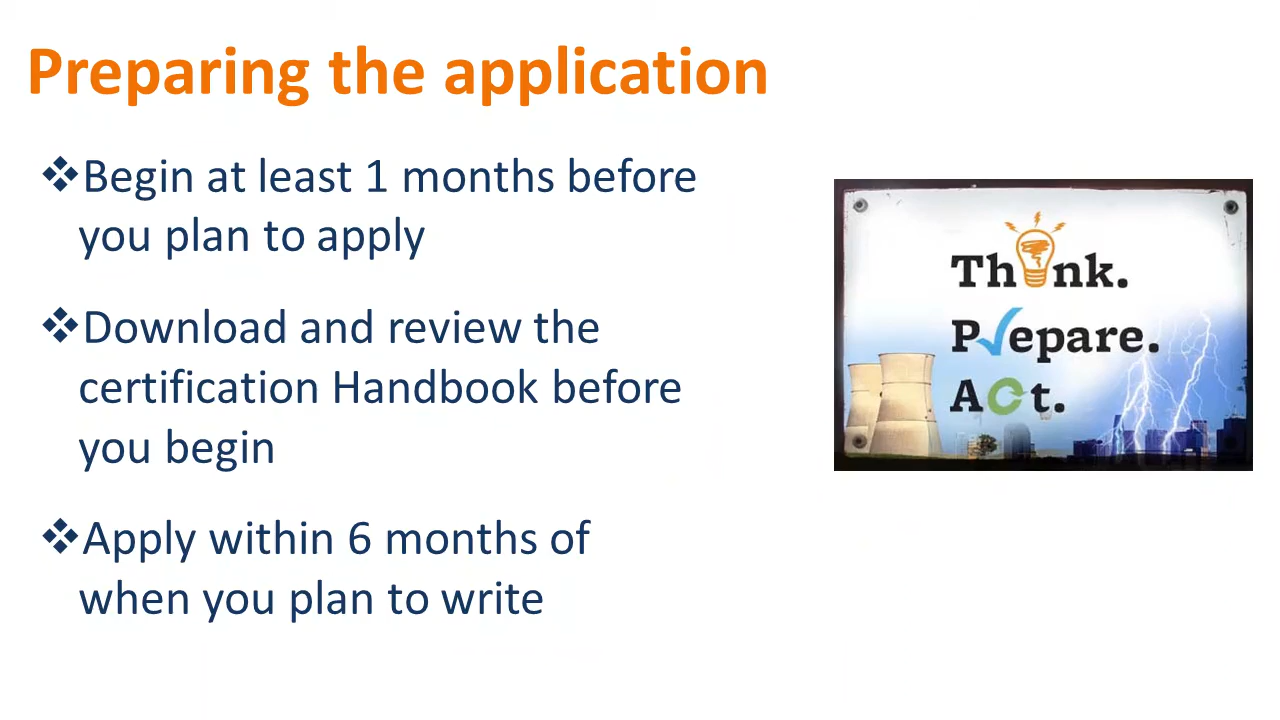 Preparing the application
❖Begin at least 1 months before
you plan to apply
❖Download and review the
certification Handbook before
you begin
❖Apply within 6 months of
when you plan to write
Think.
Prepare.
Act.